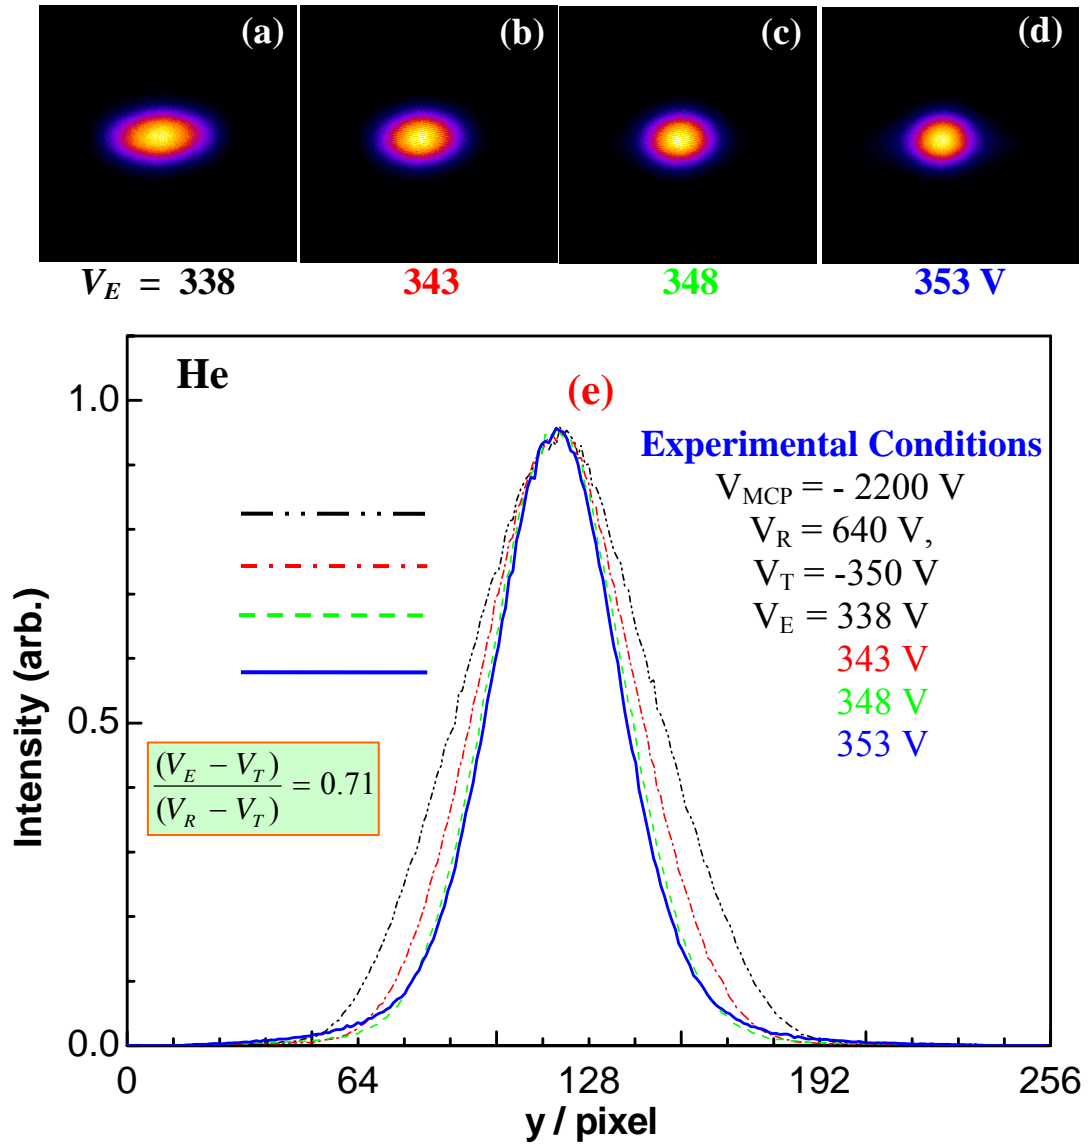 (a) (b) (c) (d)
V_E = 338 343 348 353 V
He
(e)
1.0
Experimental Conditions
V_MCP = - 2200 V
V_R = 640 V,
V_T = -350 V
V_E = 338 V
343 V
348 V
353 V
0.5
(V_E − V_T)
(V_R − V_T)
= 0.71
Intensity (arb.)
0.0
0 64 128 192 256
y / pixel